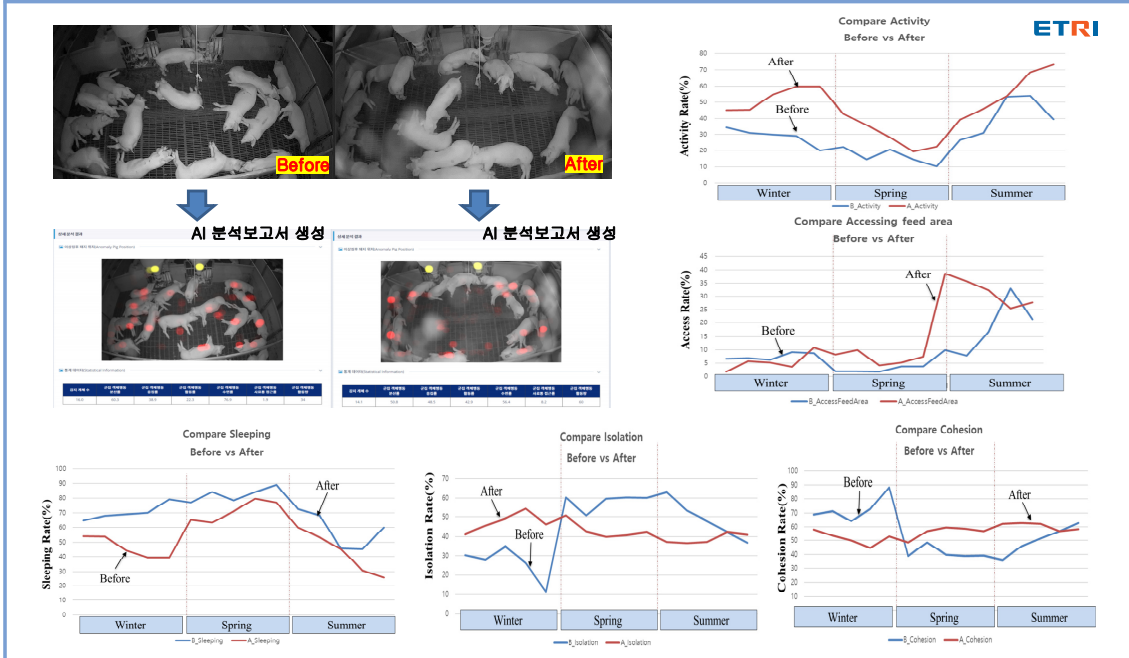 Before
After
AI 분석보고서 생성
AI 분석보고서 생성
ETRI
Compare Activity
Before vs After
Activity Rate(%)
80
70
60
50
40
30
20
10
0
After
Before
Winter
Spring
Summer
B_Activity
A_Activity
Compare Accessing feed area
Before vs After
Access Rate(%)
45
40
35
30
25
20
15
10
5
0
After
Before
Winter
Spring
Summer
B_AccessFeedArea
A_AccessFeedArea
Compare Sleeping
Before vs After
Sleeping Rate(%)
100
90
80
70
60
50
40
30
20
10
0
After
Before
Winter
Spring
Summer
B_Sleeping
A_Sleeping
Compare Isolation
Before vs After
Isolation Rate(%)
70
60
50
40
30
20
10
0
After
Before
Winter
Spring
Summer
B_Isolation
A_Isolation
Compare Cohesion
Before vs After
Cohesion Rate(%)
100
90
80
70
60
50
40
30
20
10
Before
After
Winter
Spring
Summer
B_Cohesion
A_Cohesion